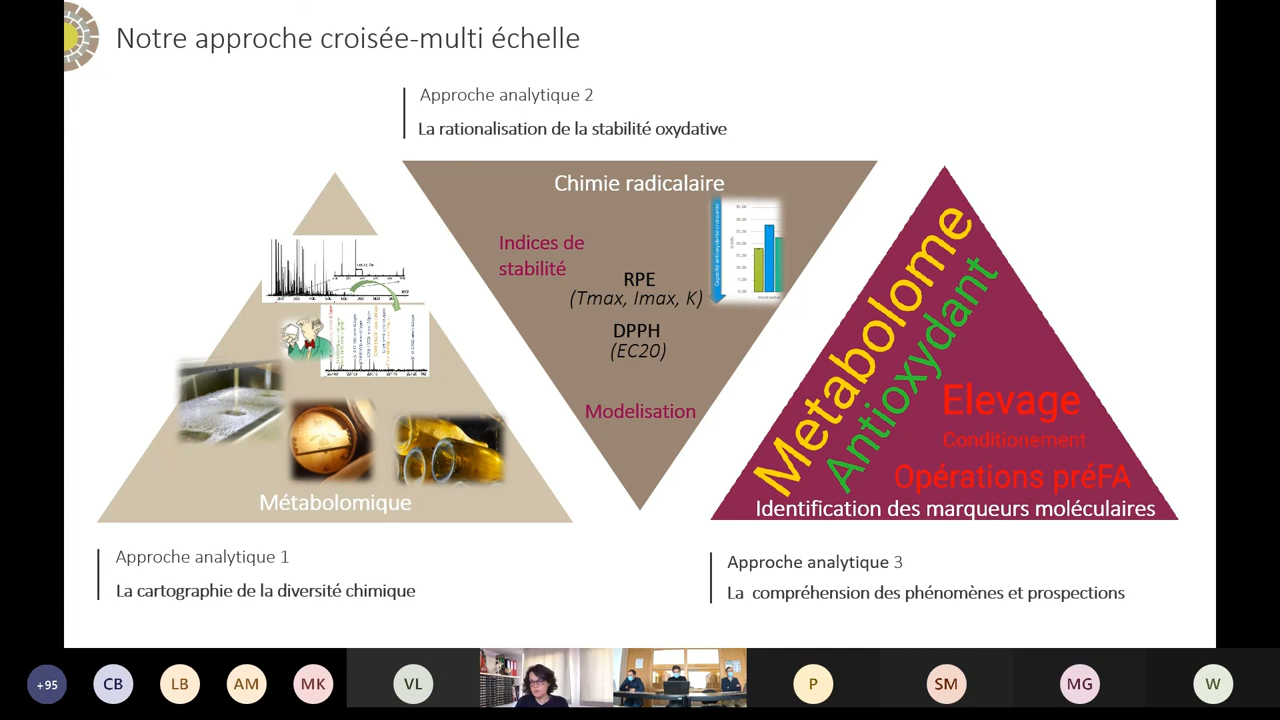 Notre approche croisée-multi échelle
Approche analytique 2
La rationalisation de la stabilité oxydative
Chimie radicalaire
Indices de
stabilité
RPE
(Tmax, Imax, K)
DPPH
(EC20)
Modelisation
Métabolomique
Metabolome
Antioxydant
Elevage
Conditionement
Opérations préFA
Identification des marqueurs moléculaires
Approche analytique 1
La cartographie de la diversité chimique
Approche analytique 3
La compréhension des phénomènes et prospections
+95
CB
LB
AM
MK
VL
P
SM
MG
W